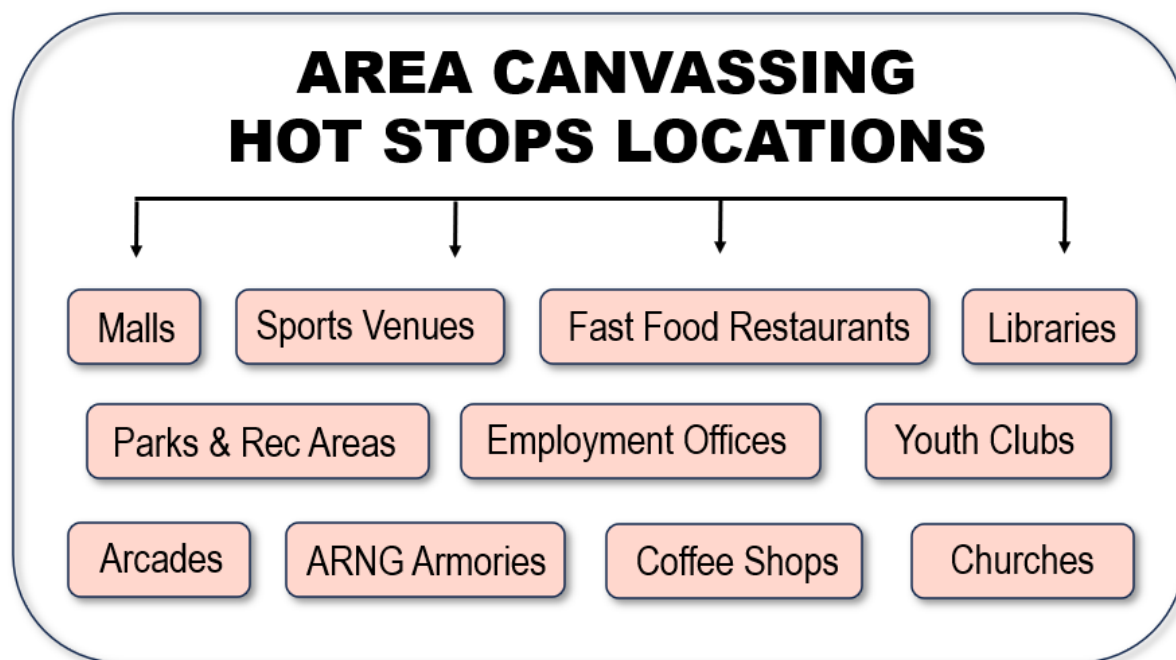 AREA CANVASSING
HOT STOPS LOCATIONS
Malls
Sports Venues
Fast Food Restaurants
Libraries
Parks & Rec Areas
Employment Offices
Youth Clubs
Arcades
ARNG Armories
Coffee Shops
Churches